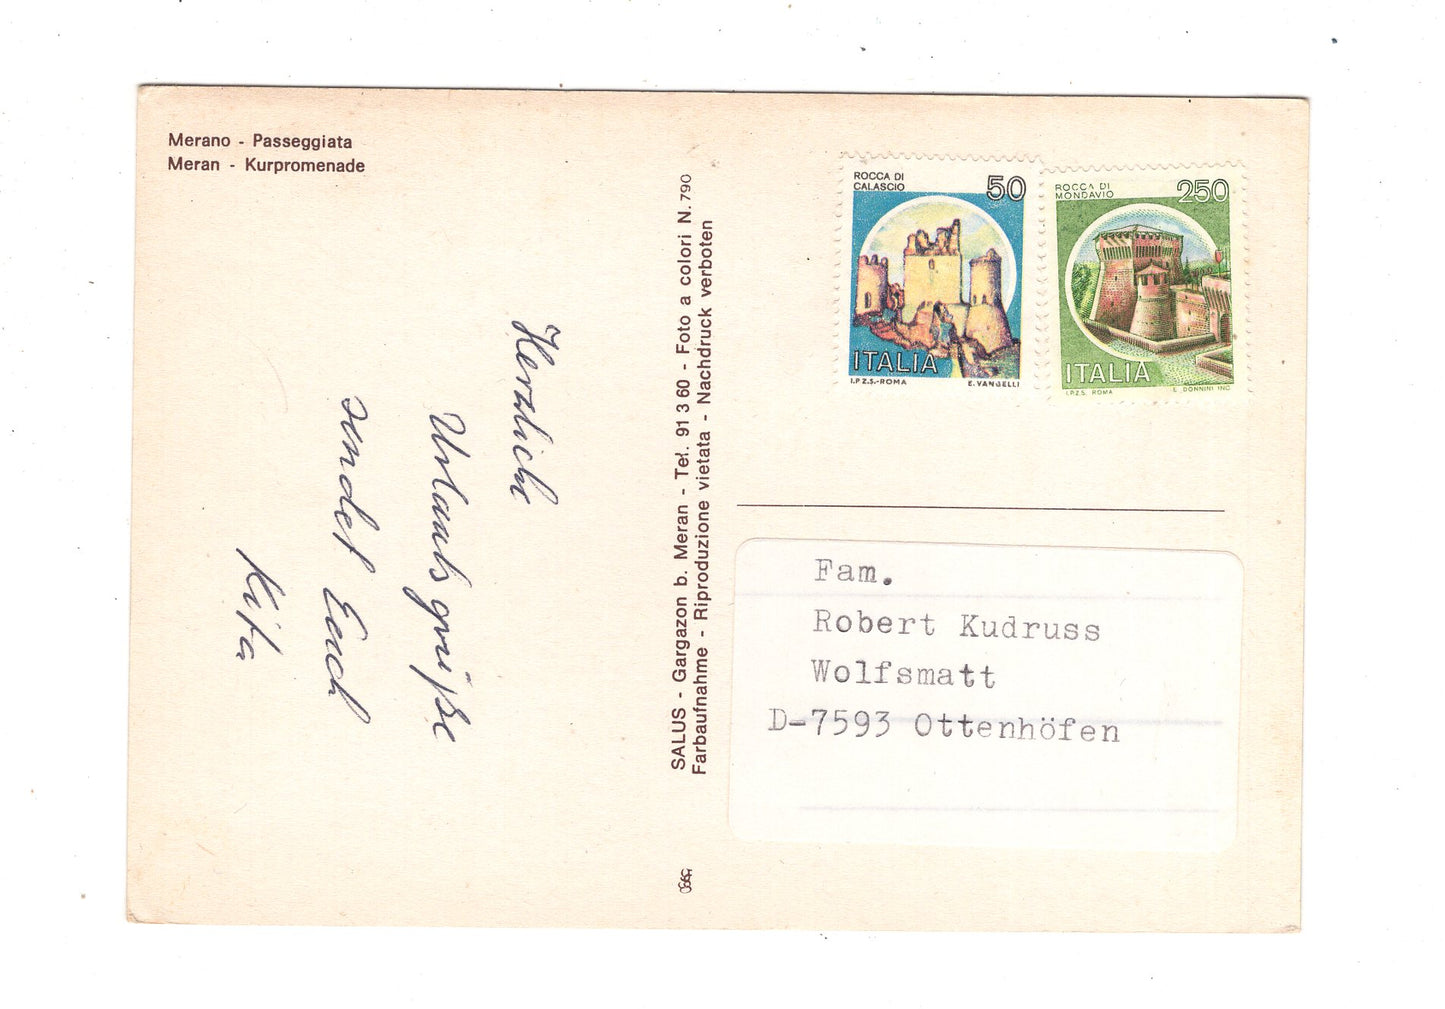 Merano - Passeggiata
Meran - Kurpromenade
Herzliche
Urlaubsgrüße
sendet Euch
SALUS - Gargazon b. Meran - Tel. 91 3 60 - Foto a colori N. 790
Farbaufnahme - Riproduzione vietata - Nachdruck verboten
ROCCA DI
CALASCIO
50
ITALIA
I.P.Z.S.-ROMA E. VANGELLI
ROCCA DI
MONDAVIO
250
ITALIA
I.P.Z.S. ROMA E. DONNINI INC.
Fam.
Robert Kudruss
Wolfsmatt
D-7593 Ottenhöfen